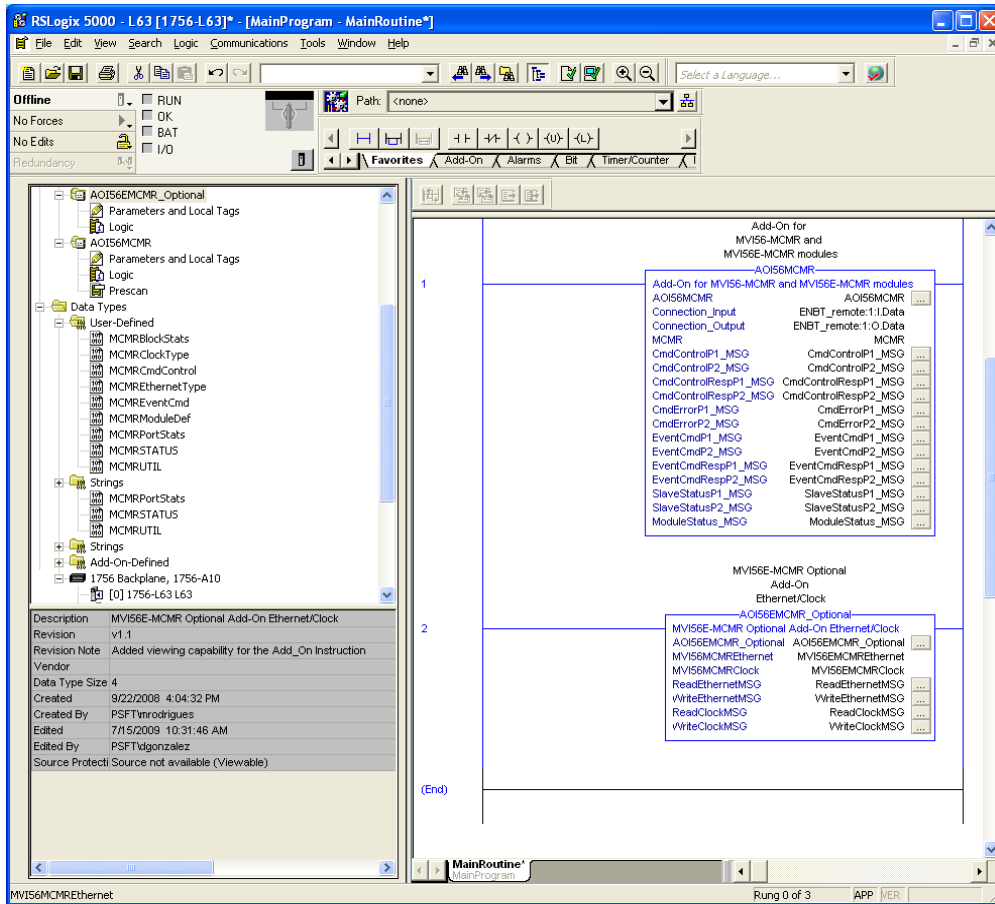 RSLogix 5000 - L63 [1756-L63]* - [MainProgram - MainRoutine*]
File Edit View Search Logic Communications Tools Window Help
Select a Language...
Offline
RUN
No Forces
OK
No Edits
BAT
Redundancy
I/O
Path: <none>
Favorites Add-On Alarms Bit Timer/Counter
AOI56EMCMR_Optional
Parameters and Local Tags
Logic
AOI56MCMR
Parameters and Local Tags
Logic
Prescan
Data Types
User-Defined
MCMRBlockStats
MCMRClockType
MCMRCmdControl
MCMREthernetType
MCMREventCmd
MCMRModuleDef
MCMRPortStats
MCMRSTATUS
MCMRUTIL
Strings
MCMRPortStats
MCMRSTATUS
MCMRUTIL
Strings
Add-On-Defined
1756 Backplane, 1756-A10
[0] 1756-L63 L63
Description MVI56E-MCMR Optional Add-On Ethernet/Clock
Revision v1.1
Revision Note Added viewing capability for the Add_On Instruction
Vendor
Data Type Size 4
Created 9/22/2008 4:04:32 PM
Created By PSFT\mrodrigues
Edited 7/15/2009 10:31:46 AM
Edited By PSFT\dgonzalez
Source Protecti Source not available (Viewable)
Add-On for
MVI56-MCMR and
MVI56E-MCMR modules
AOI56MCMR
1
Add-On for MVI56-MCMR and MVI56E-MCMR modules
AOI56MCMR AOI56MCMR ...
Connection_Input ENBT_remote:1:I.Data
Connection_Output ENBT_remote:1:O.Data
MCMR MCMR
CmdControlP1_MSG CmdControlP1_MSG ...
CmdControlP2_MSG CmdControlP2_MSG ...
CmdControlRespP1_MSG CmdControlRespP1_MSG ...
CmdControlRespP2_MSG CmdControlRespP2_MSG ...
CmdErrorP1_MSG CmdErrorP1_MSG ...
CmdErrorP2_MSG CmdErrorP2_MSG ...
EventCmdP1_MSG EventCmdP1_MSG ...
EventCmdP2_MSG EventCmdP2_MSG ...
EventCmdRespP1_MSG EventCmdRespP1_MSG ...
EventCmdRespP2_MSG EventCmdRespP2_MSG ...
SlaveStatusP1_MSG SlaveStatusP1_MSG ...
SlaveStatusP2_MSG SlaveStatusP2_MSG ...
ModuleStatus_MSG ModuleStatus_MSG ...
MVI56E-MCMR Optional
Add-On
Ethernet/Clock
AOI56EMCMR_Optional
2
MVI56E-MCMR Optional Add-On Ethernet/Clock
AOI56EMCMR_Optional AOI56EMCMR_Optional ...
MVI56MCMREthernet MVI56EMCMREthernet
MVI56MCMRClock MVI56EMCMRClock
ReadEthernetMSG ReadEthernetMSG ...
WriteEthernetMSG WriteEthernetMSG ...
ReadClockMSG ReadClockMSG ...
WriteClockMSG WriteClockMSG ...
(End)
MainRoutine*
MainProgram
MVI56MCMREthernet
Rung 0 of 3 APP VER